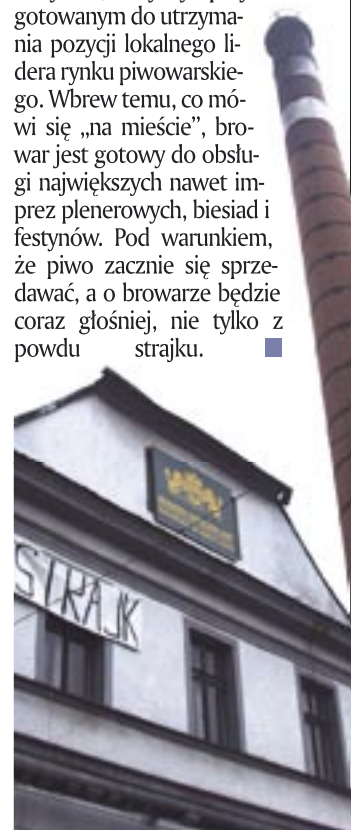 gotowanym do utrzyma-
nia pozycji lokalnego li-
dera rynku piwowarskie-
go. Wbrew temu, co mó-
wi się „na mieście”, bro-
war jest gotowy do obsłu-
gi największych nawet im-
prez plenerowych, biesiad i
festynów. Pod warunkiem,
że piwo zacznie się sprze-
dawać, a o browarze będzie
coraz głośniej, nie tylko z
powdu strajku.
STRAJK